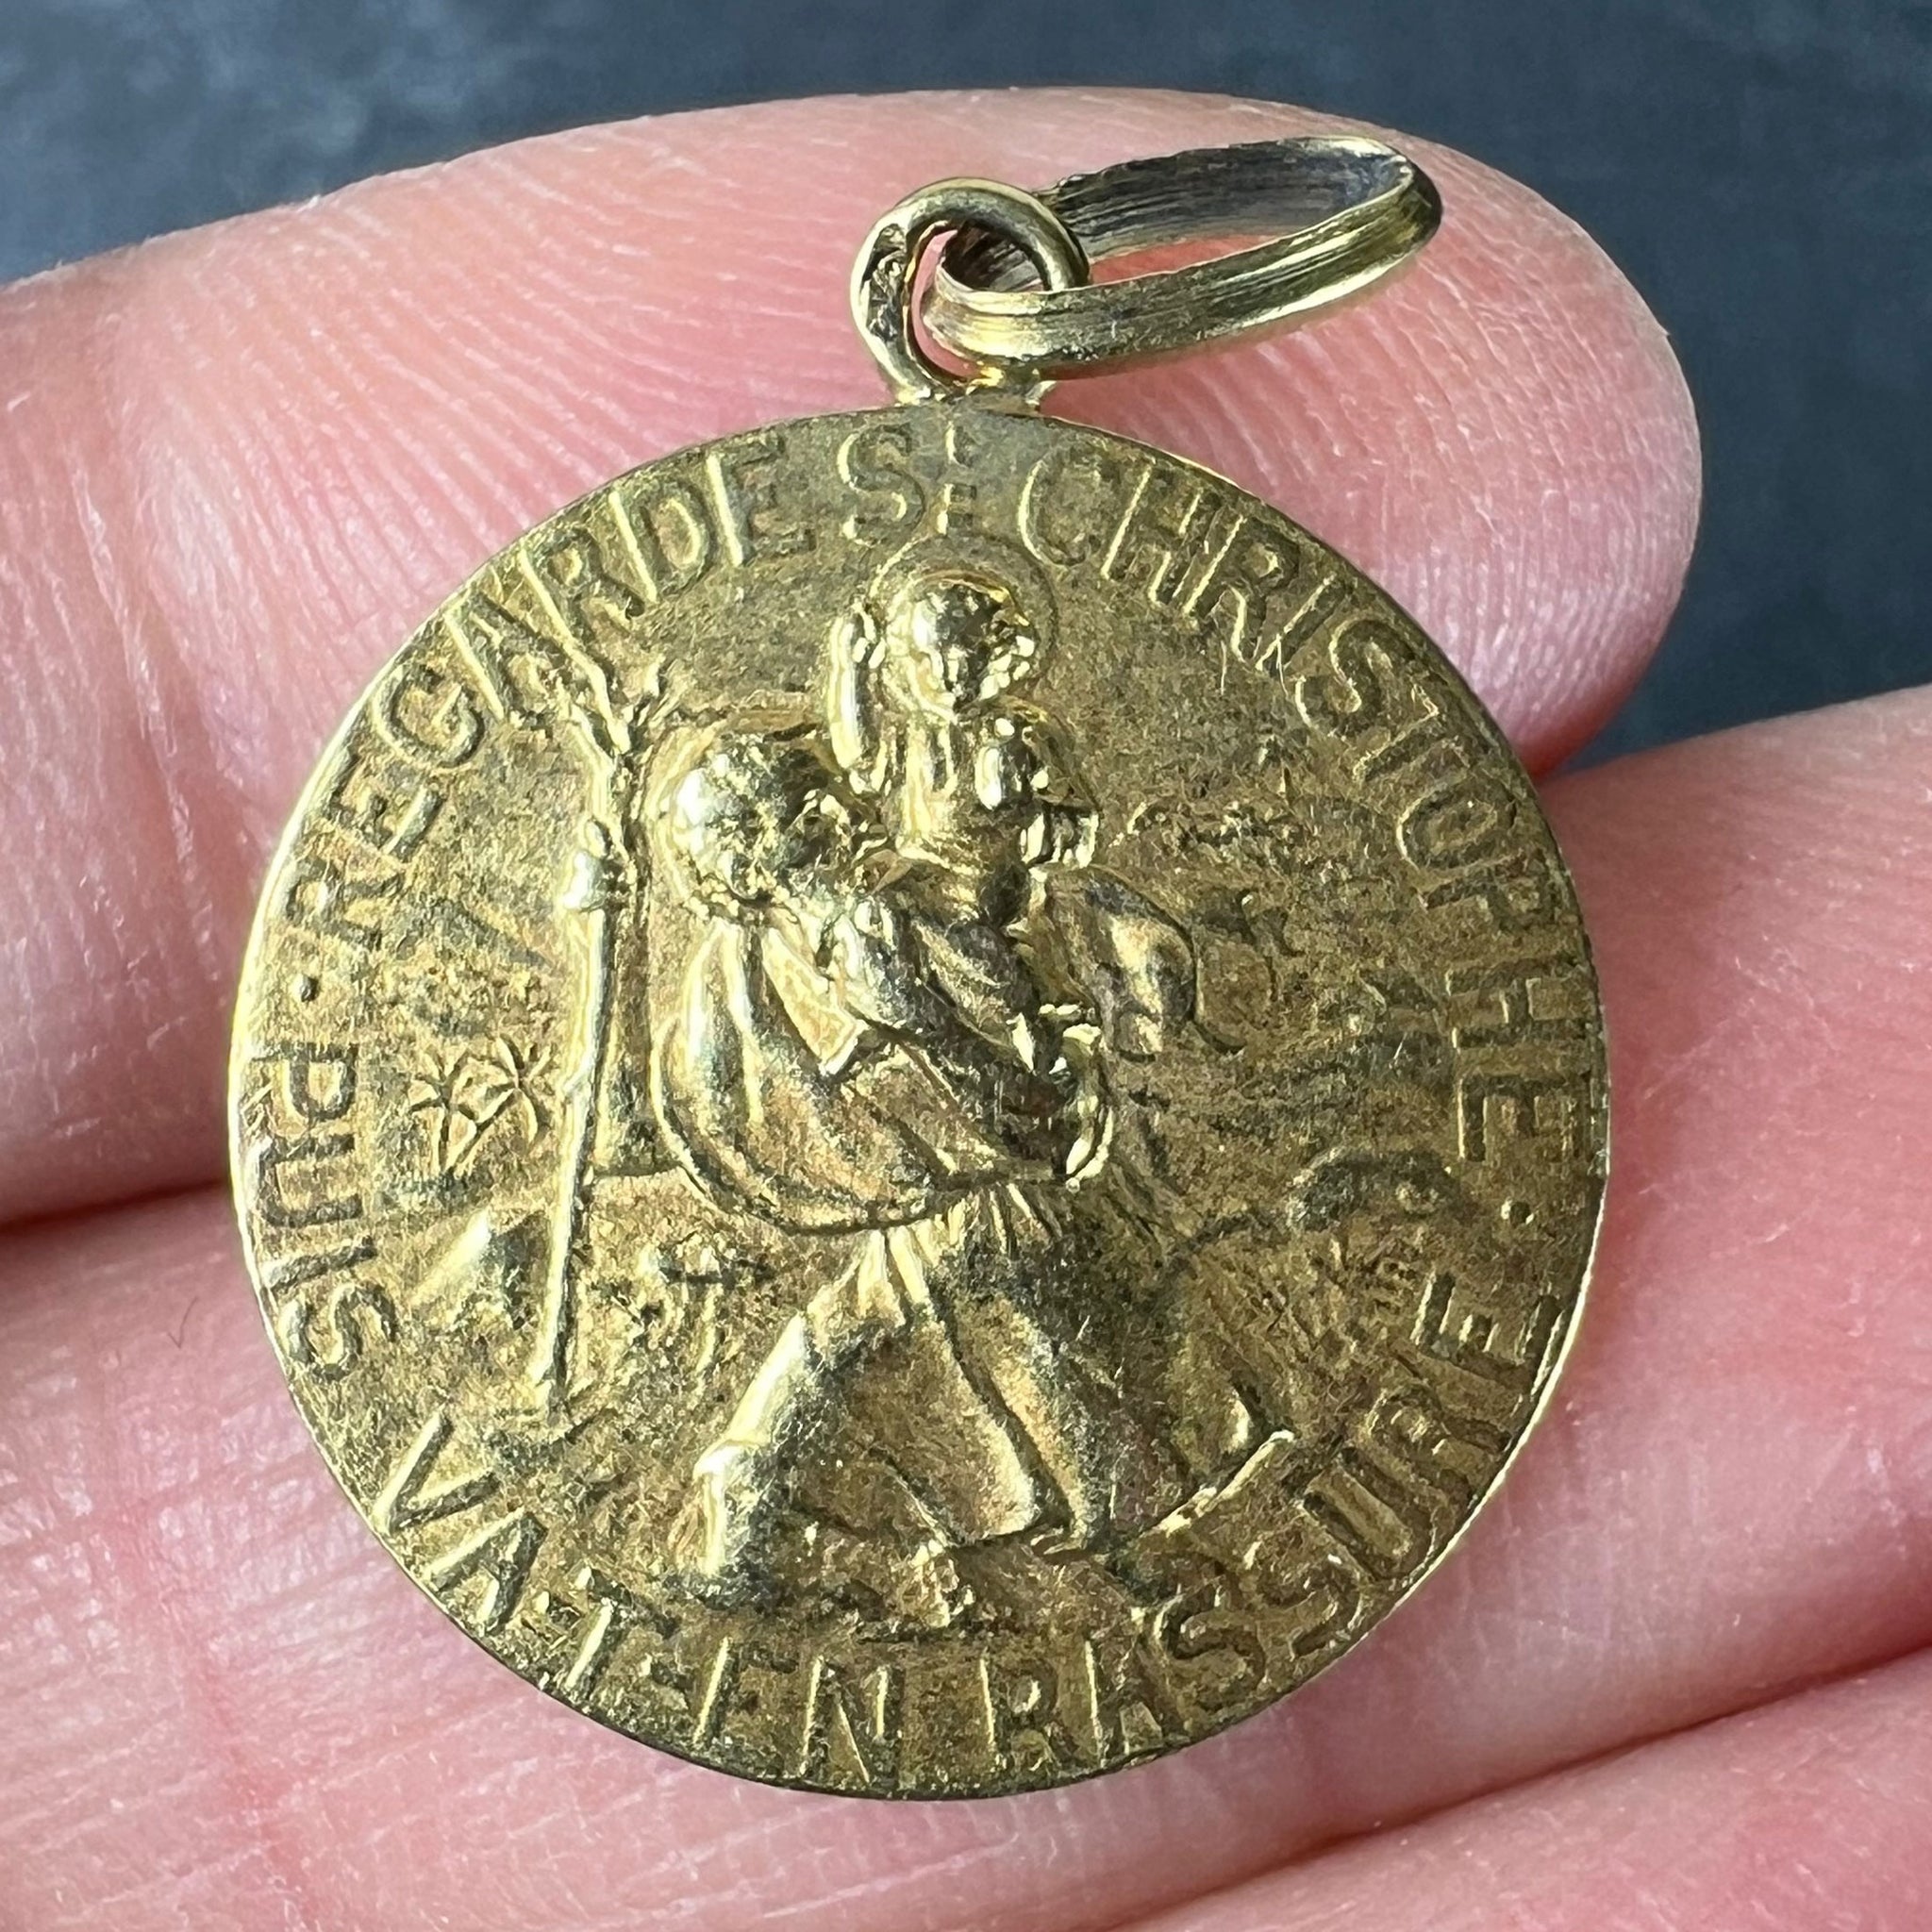 REGARDE St: CHRISTOPHE ·
PUIS VA-T-EN RASSURE ·